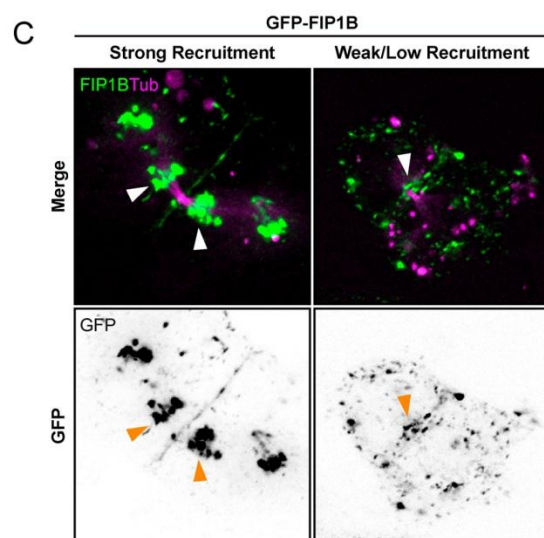 C
GFP-FIP1B
Strong Recruitment
Weak/Low Recruitment
FIP1BTub
Merge
GFP
GFP